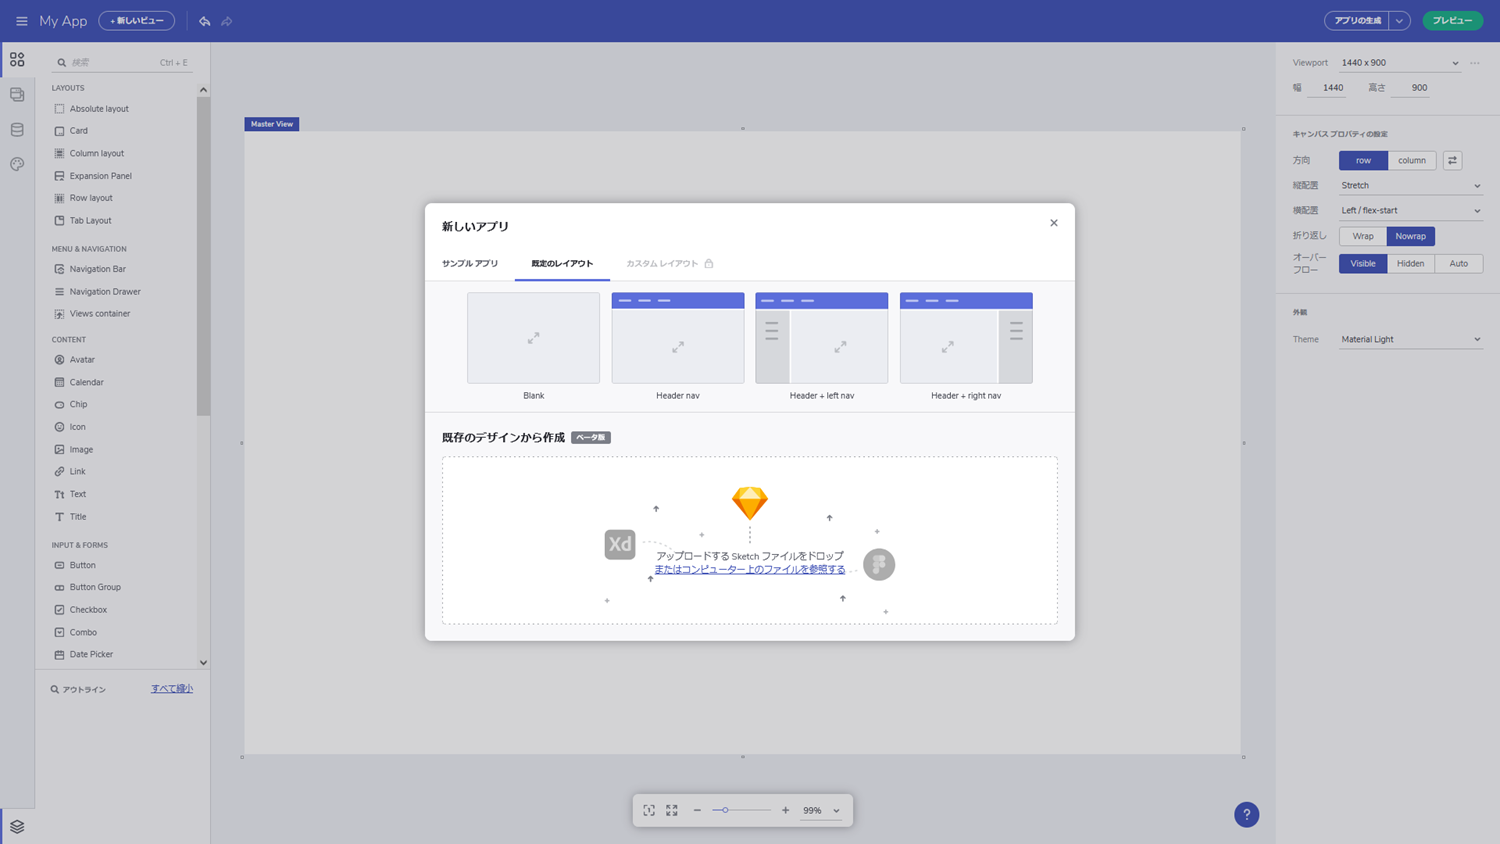 My App
+ 新しいビュー
アプリの生成
プレビュー
検索
Ctrl + E
LAYOUTS
Absolute layout
Card
Column layout
Expansion Panel
Row layout
Tab Layout
MENU & NAVIGATION
Navigation Bar
Navigation Drawer
Views container
CONTENT
Avatar
Calendar
Chip
Icon
Image
Link
Tt Text
T Title
INPUT & FORMS
Button
Button Group
Checkbox
Combo
Date Picker
アウトライン
すべて縮小
Master View
新しいアプリ
サンプル アプリ
既定のレイアウト
カスタム レイアウト
Blank
Header nav
Header + left nav
Header + right nav
既存のデザインから作成
ベータ版
Xd
アップロードする Sketch ファイルをドロップ
またはコンピューター上のファイルを参照する
99%
?
Viewport
1440 x 900
幅
1440
高さ
900
キャンバス プロパティの設定
方向
row
column
縦配置
Stretch
横配置
Left / flex-start
折り返し
Wrap
Nowrap
オーバー
フロー
Visible
Hidden
Auto
外観
Theme
Material Light